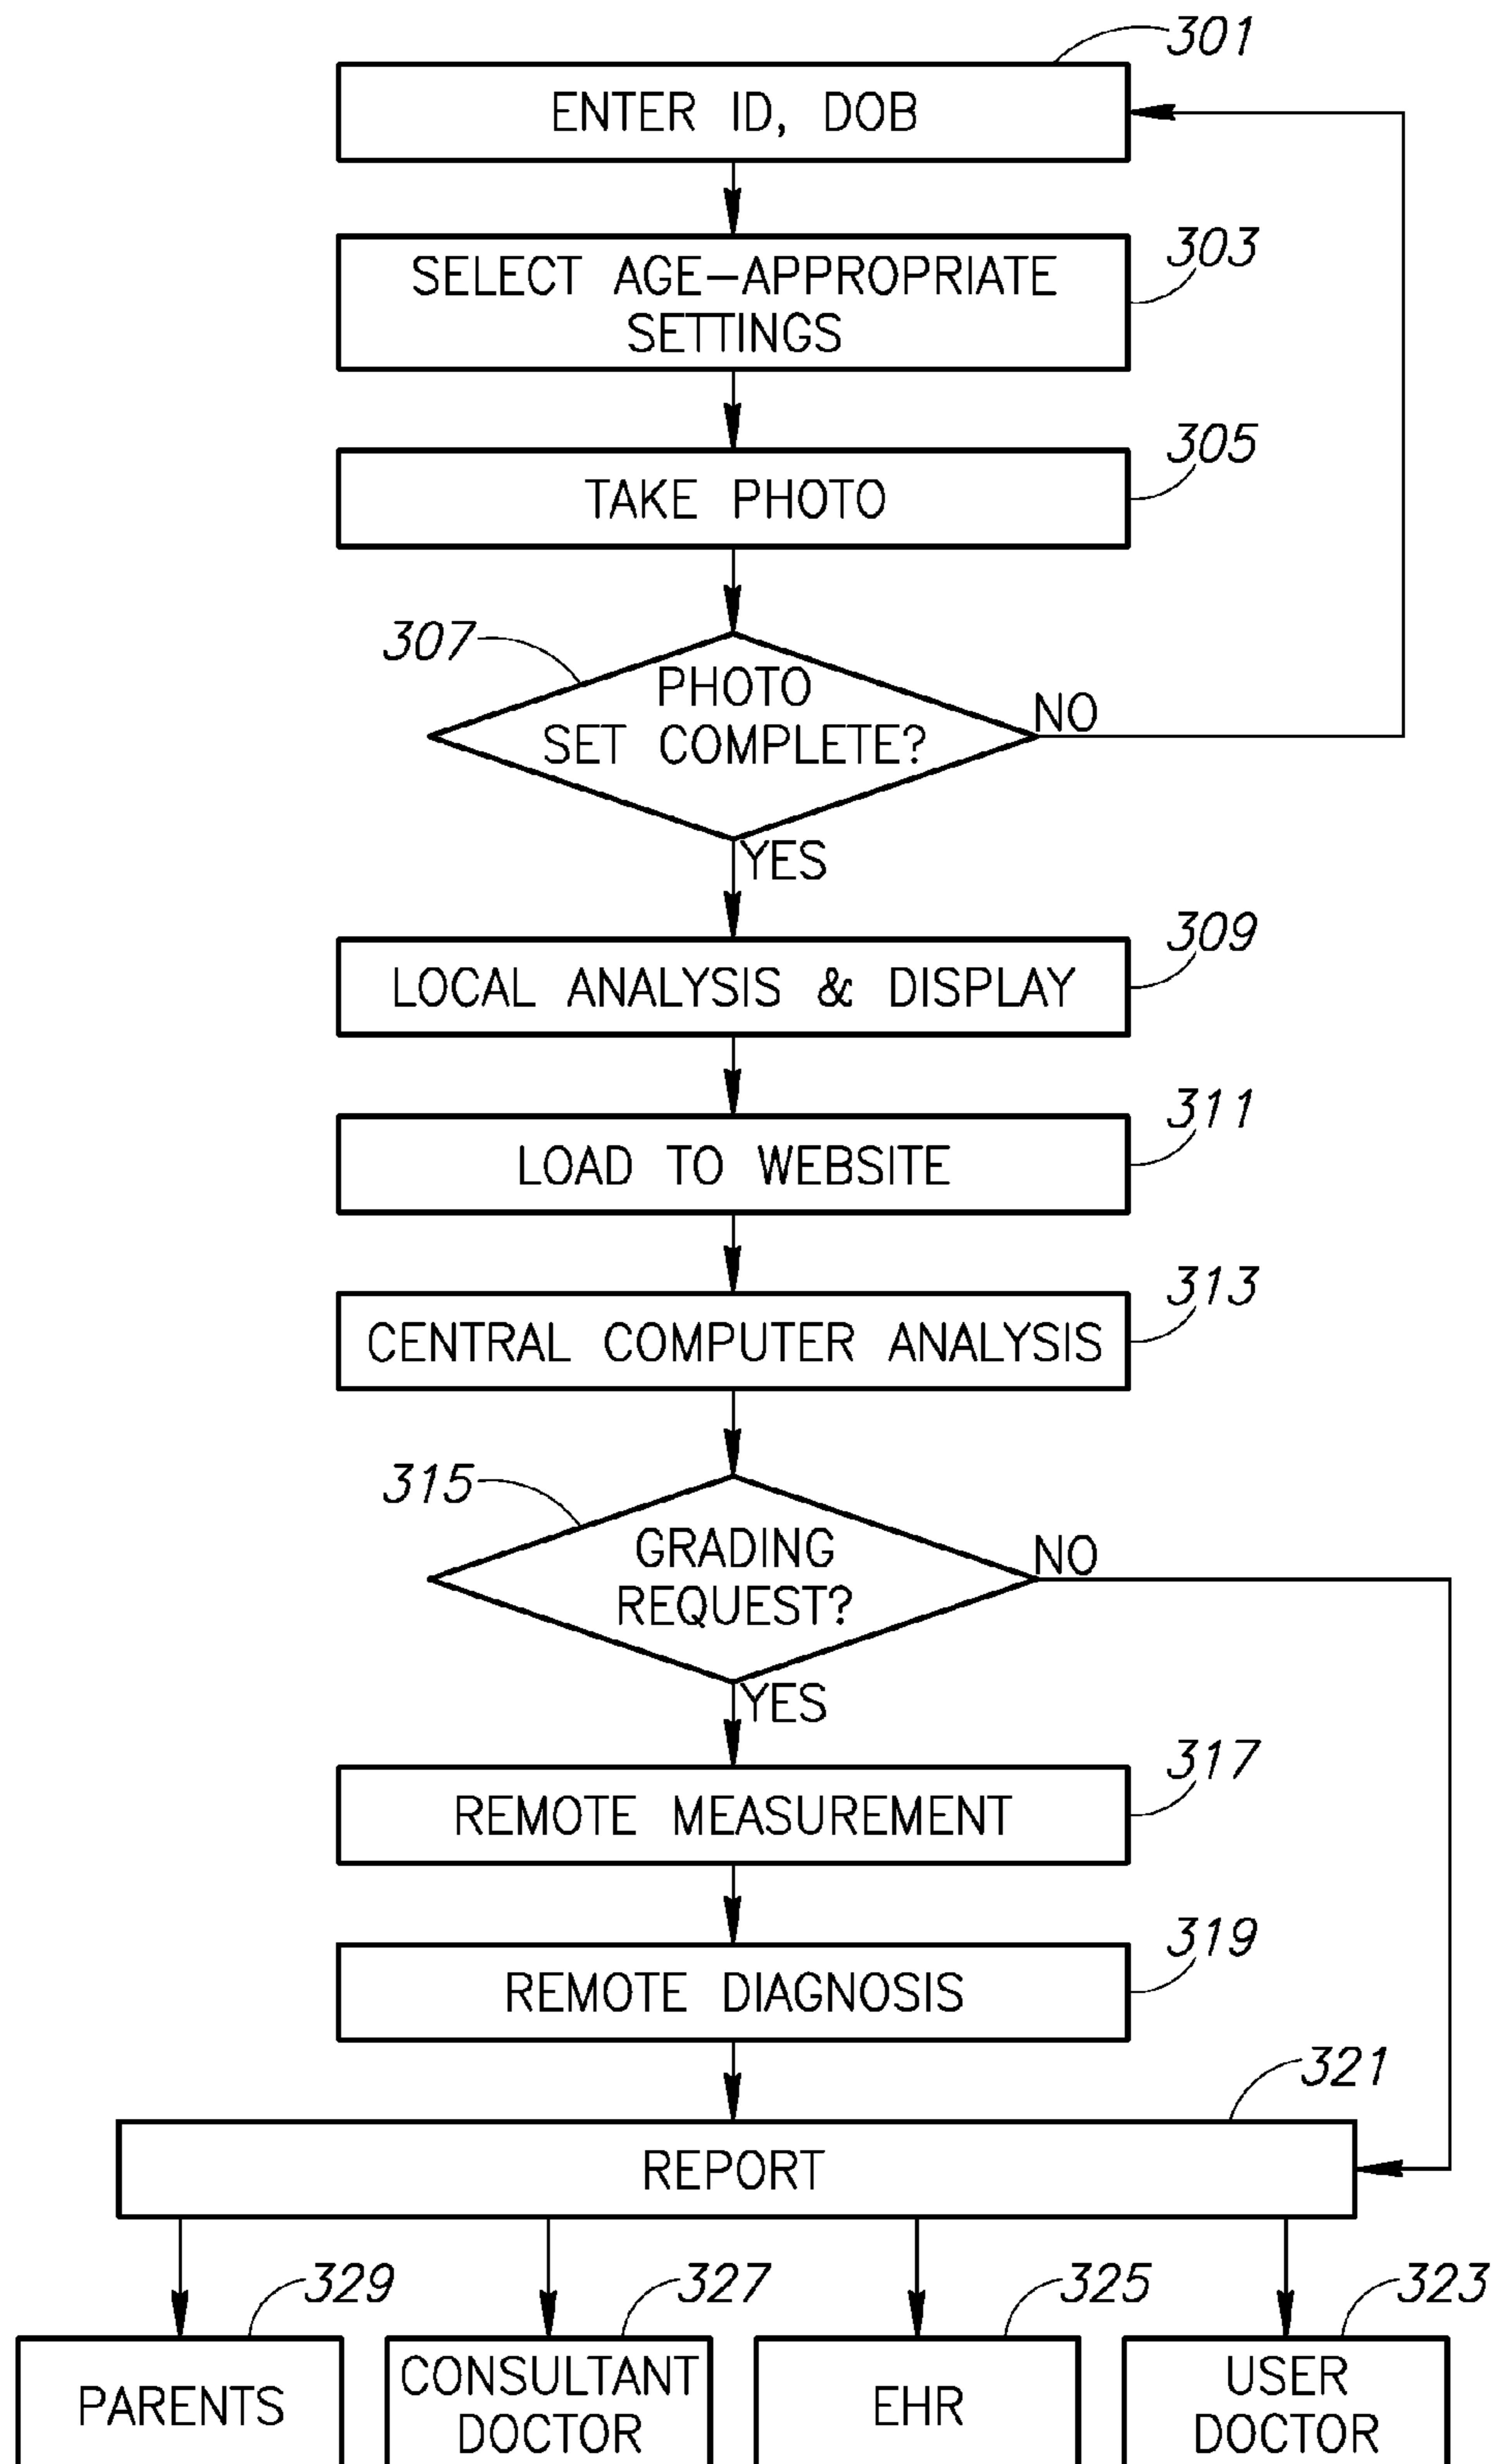 301
ENTER ID, DOB
303
SELECT AGE-APPROPRIATE
SETTINGS
305
TAKE PHOTO
307
PHOTO
SET COMPLETE?
NO
YES
309
LOCAL ANALYSIS & DISPLAY
311
LOAD TO WEBSITE
313
CENTRAL COMPUTER ANALYSIS
315
GRADING
REQUEST?
NO
YES
317
REMOTE MEASUREMENT
319
REMOTE DIAGNOSIS
321
REPORT
329
PARENTS
327
CONSULTANT
DOCTOR
325
EHR
323
USER
DOCTOR